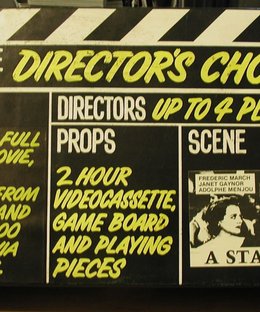 DIRECTOR'S CHO
DIRECTORS UP TO 4 PL
FULL
OVIE,
FROM
AND
OO
VIA
PROPS
2 HOUR
VIDEOCASSETTE,
GAME BOARD
AND PLAYING
PIECES
SCENE
FREDERIC MARCH
JANET GAYNOR
ADOLPHE MENJOU
A STA